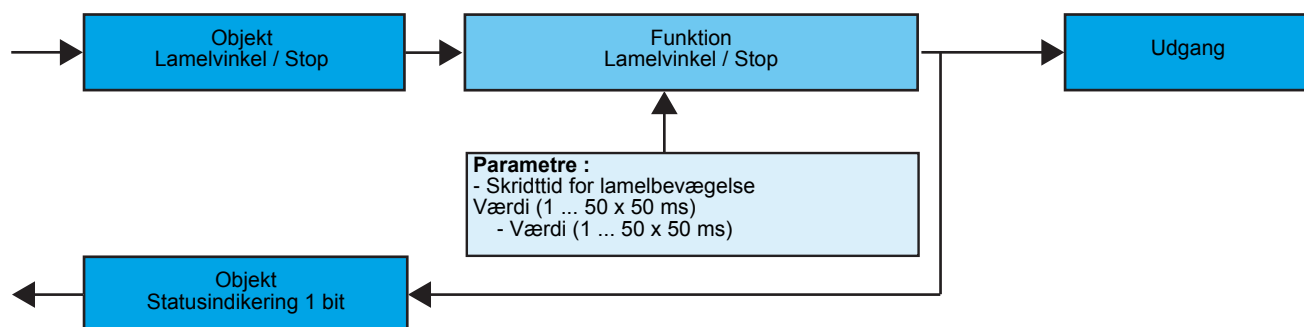 Objekt
Lamelvinkel / Stop
Funktion
Lamelvinkel / Stop
Udgang
Parametre :
- Skridttid for lamelbevægelse
Værdi (1 ... 50 x 50 ms)
- Værdi (1 ... 50 x 50 ms)
Objekt
Statusindikering 1 bit